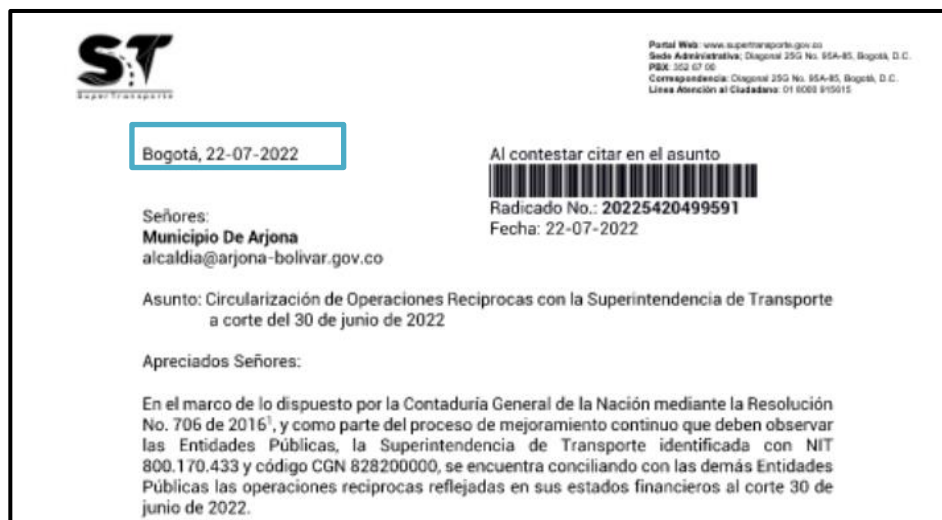 ST
SuperTransporte
Portal Web: www.supertransporte.gov.co
Sede Administrativa: Diagonal 25G No. 95A-85, Bogotá, D.C.
PBX: 352 67 00
Correspondencia: Diagonal 25G No. 95A-85, Bogotá, D.C.
Línea Atención al Ciudadano: 01 8000 915615
Bogotá, 22-07-2022
Al contestar citar en el asunto
Radicado No.: 20225420499591
Fecha: 22-07-2022
Señores:
Municipio De Arjona
alcaldia@arjona-bolivar.gov.co
Asunto: Circularización de Operaciones Reciprocas con la Superintendencia de Transporte
a corte del 30 de junio de 2022
Apreciados Señores:
En el marco de lo dispuesto por la Contaduría General de la Nación mediante la Resolución
No. 706 de 2016¹, y como parte del proceso de mejoramiento continuo que deben observar
las Entidades Públicas, la Superintendencia de Transporte identificada con NIT
800.170.433 y código CGN 828200000, se encuentra conciliando con las demás Entidades
Públicas las operaciones reciprocas reflejadas en sus estados financieros al corte 30 de
junio de 2022.